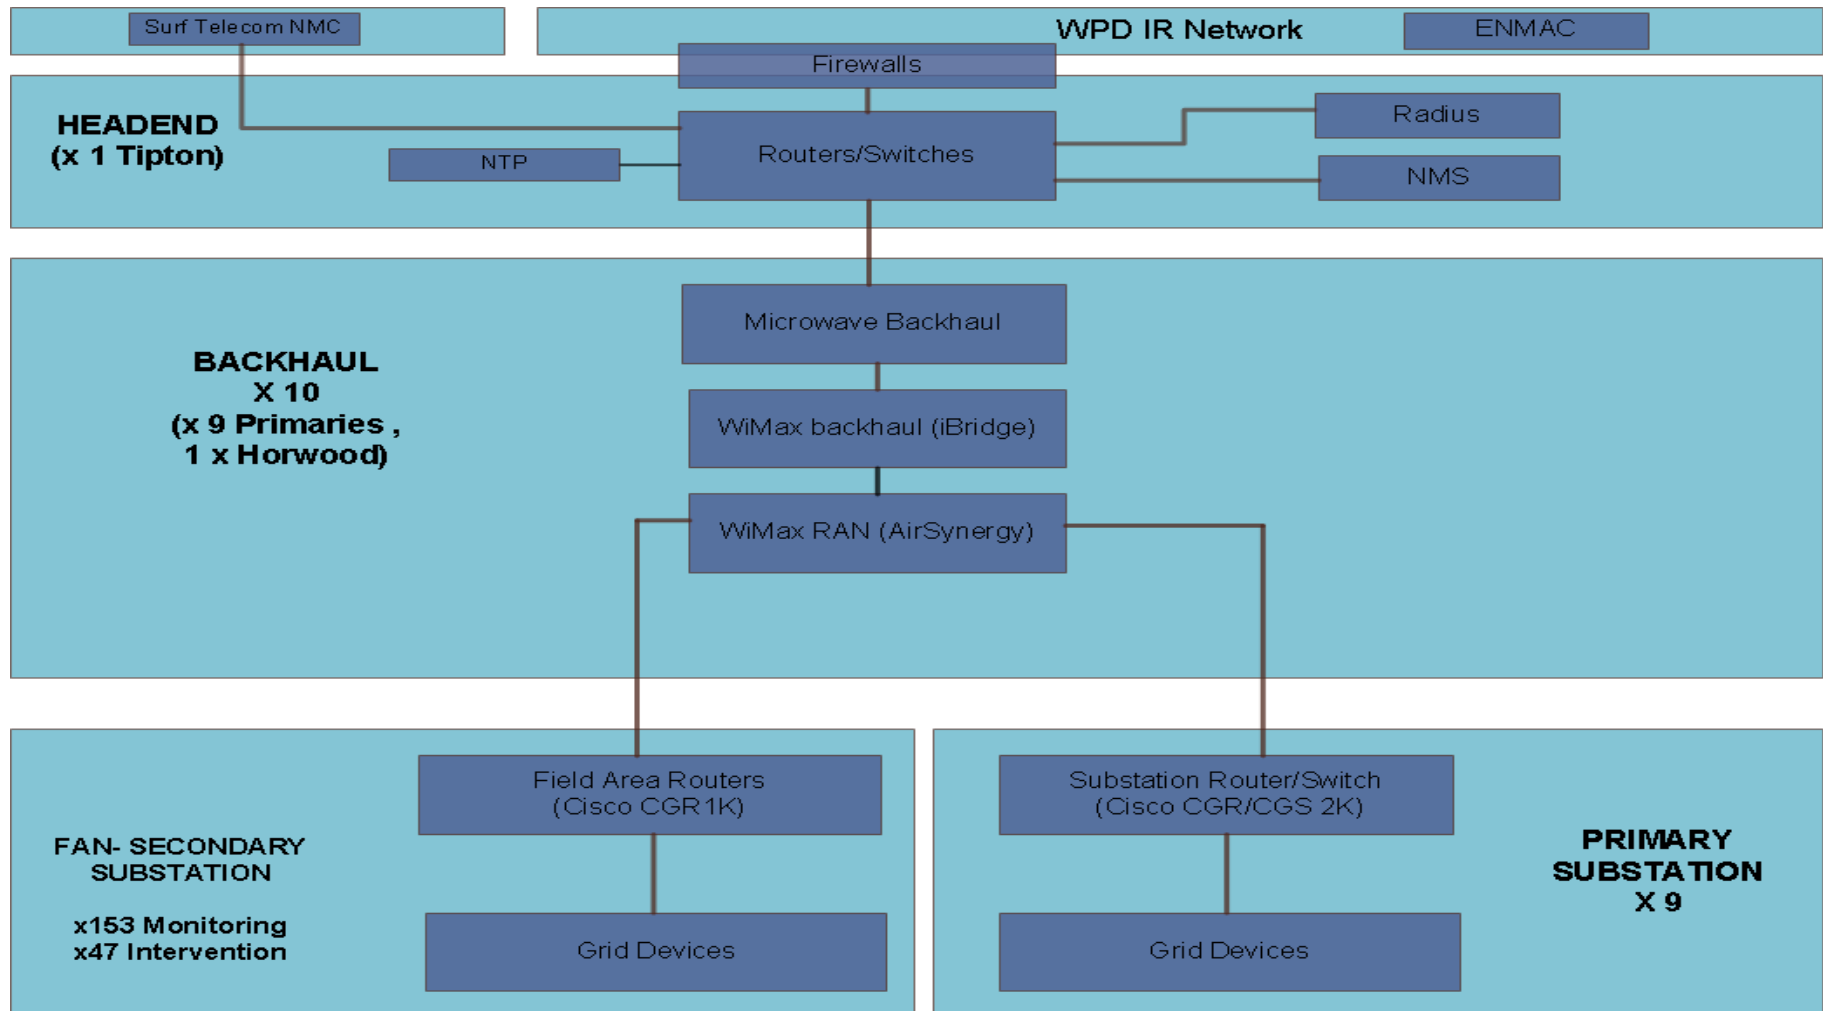 Surf Telecom NMC
WPD IR Network
ENMAC
Firewalls
HEADEND
(x 1 Tipton)
NTP
Routers/Switches
Radius
NMS
BACKHAUL
X 10
(x 9 Primaries ,
1 x Horwood)
Microwave Backhaul
WiMax backhaul (iBridge)
WiMax RAN (AirSynergy)
FAN- SECONDARY
SUBSTATION
x153 Monitoring
x47 Intervention
Field Area Routers
(Cisco CGR1K)
Grid Devices
Substation Router/Switch
(Cisco CGR/CGS 2K)
Grid Devices
PRIMARY
SUBSTATION
X 9